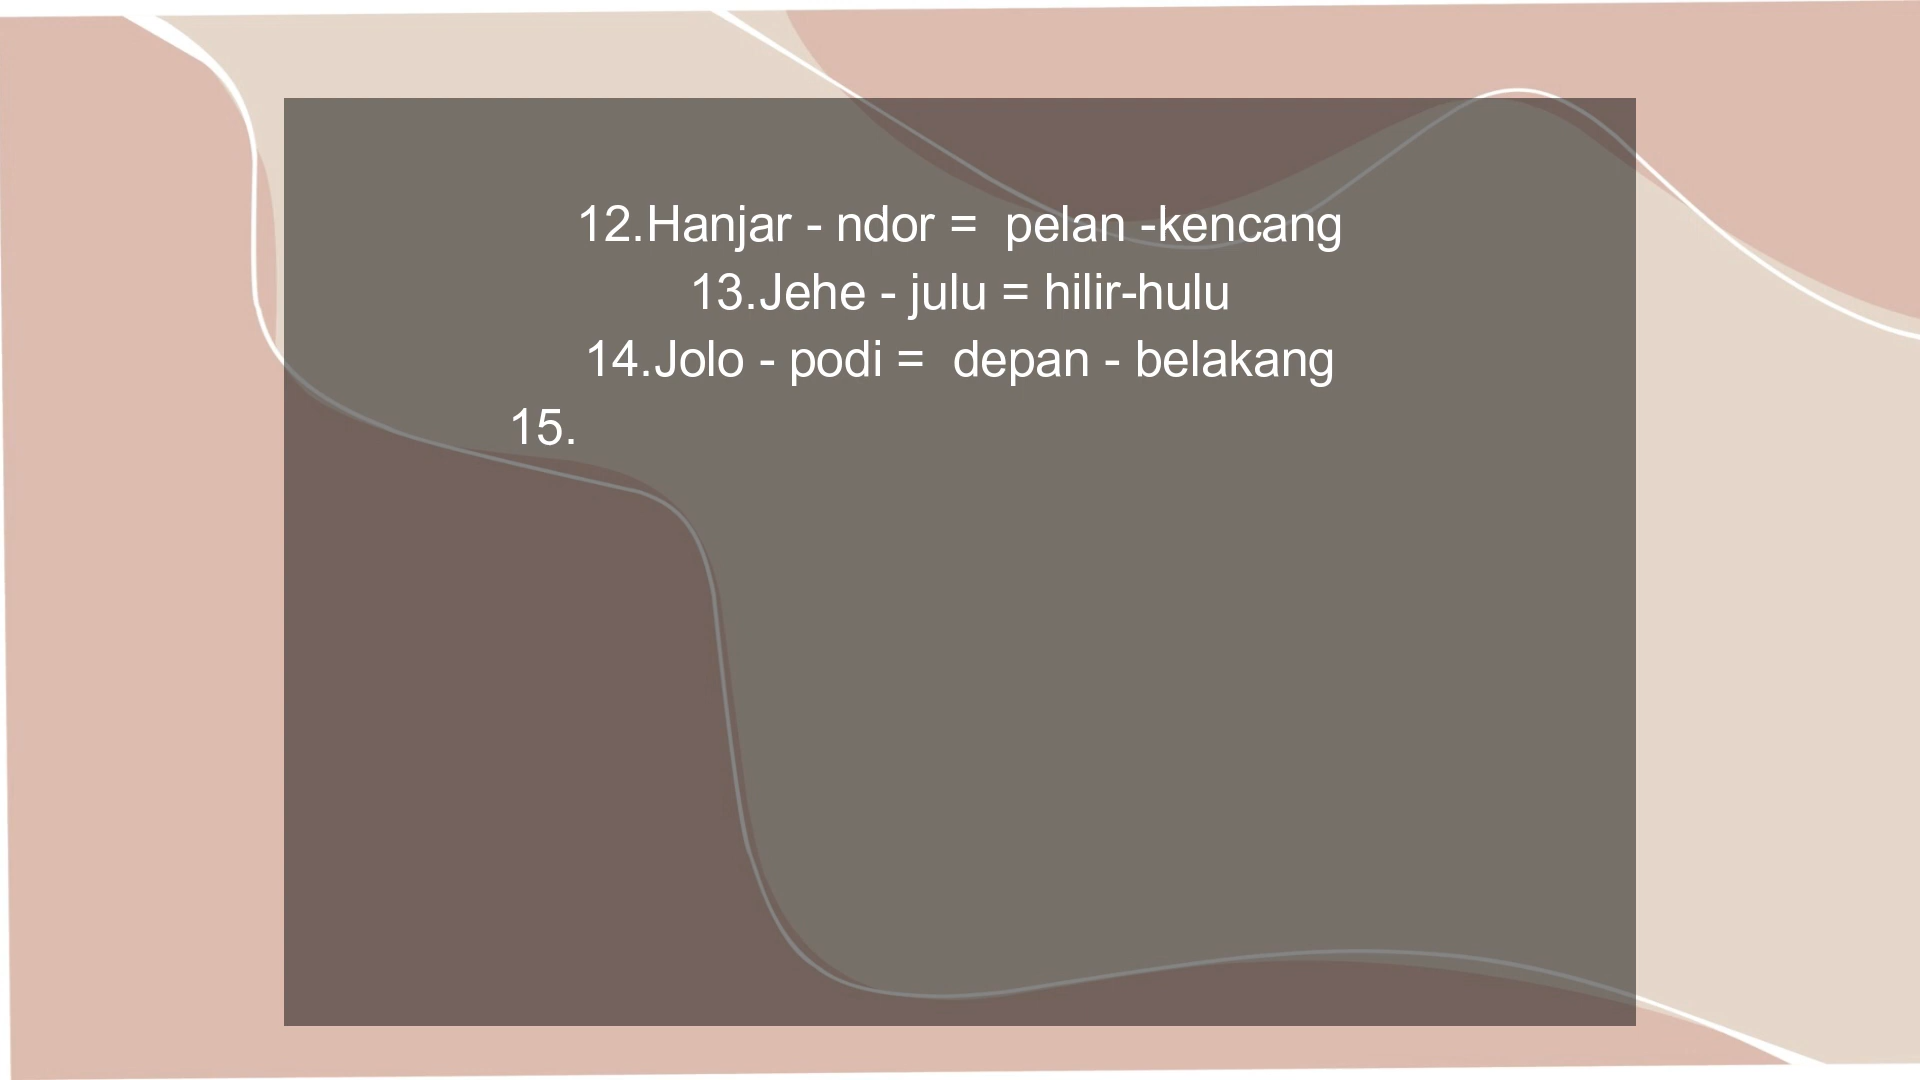 12.Hanjar - ndor =  pelan -kencang
13.Jehe - julu = hilir-hulu
14.Jolo - podi =  depan - belakang
15.